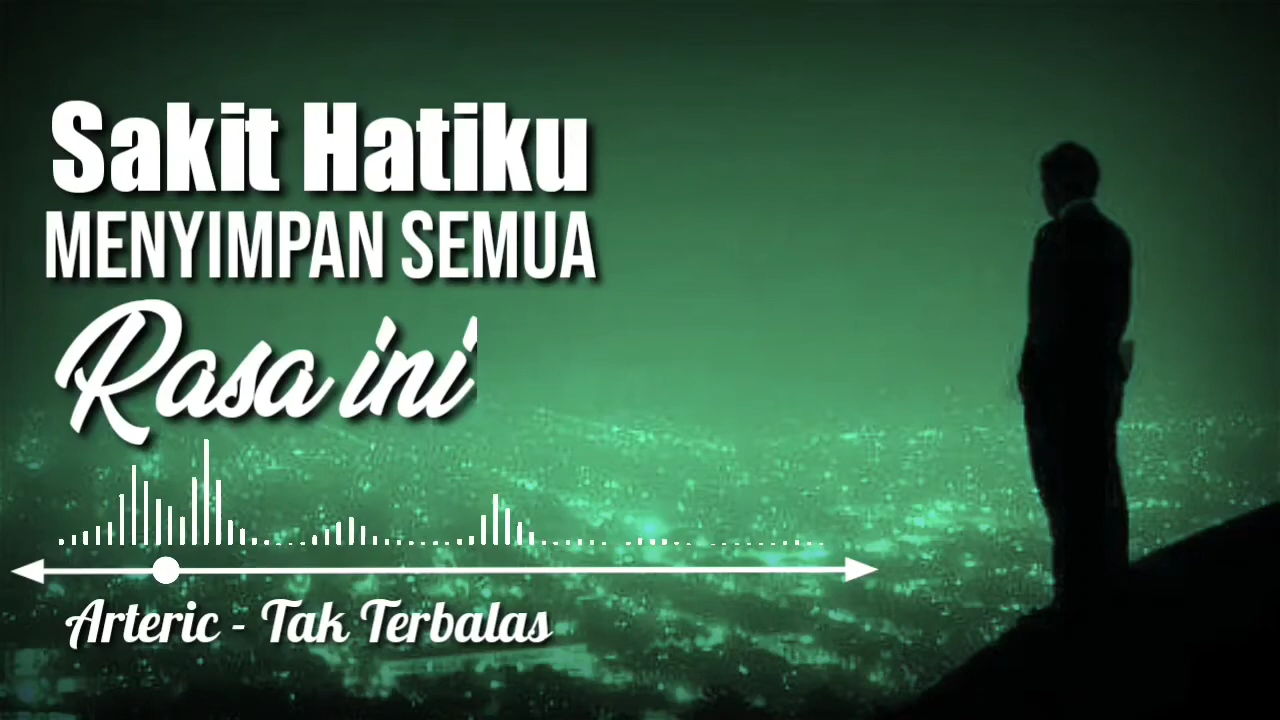 Sakit Hatiku
MENYIMPAN SEMUA
Rasa ini
Arteric - Tak Terbalas